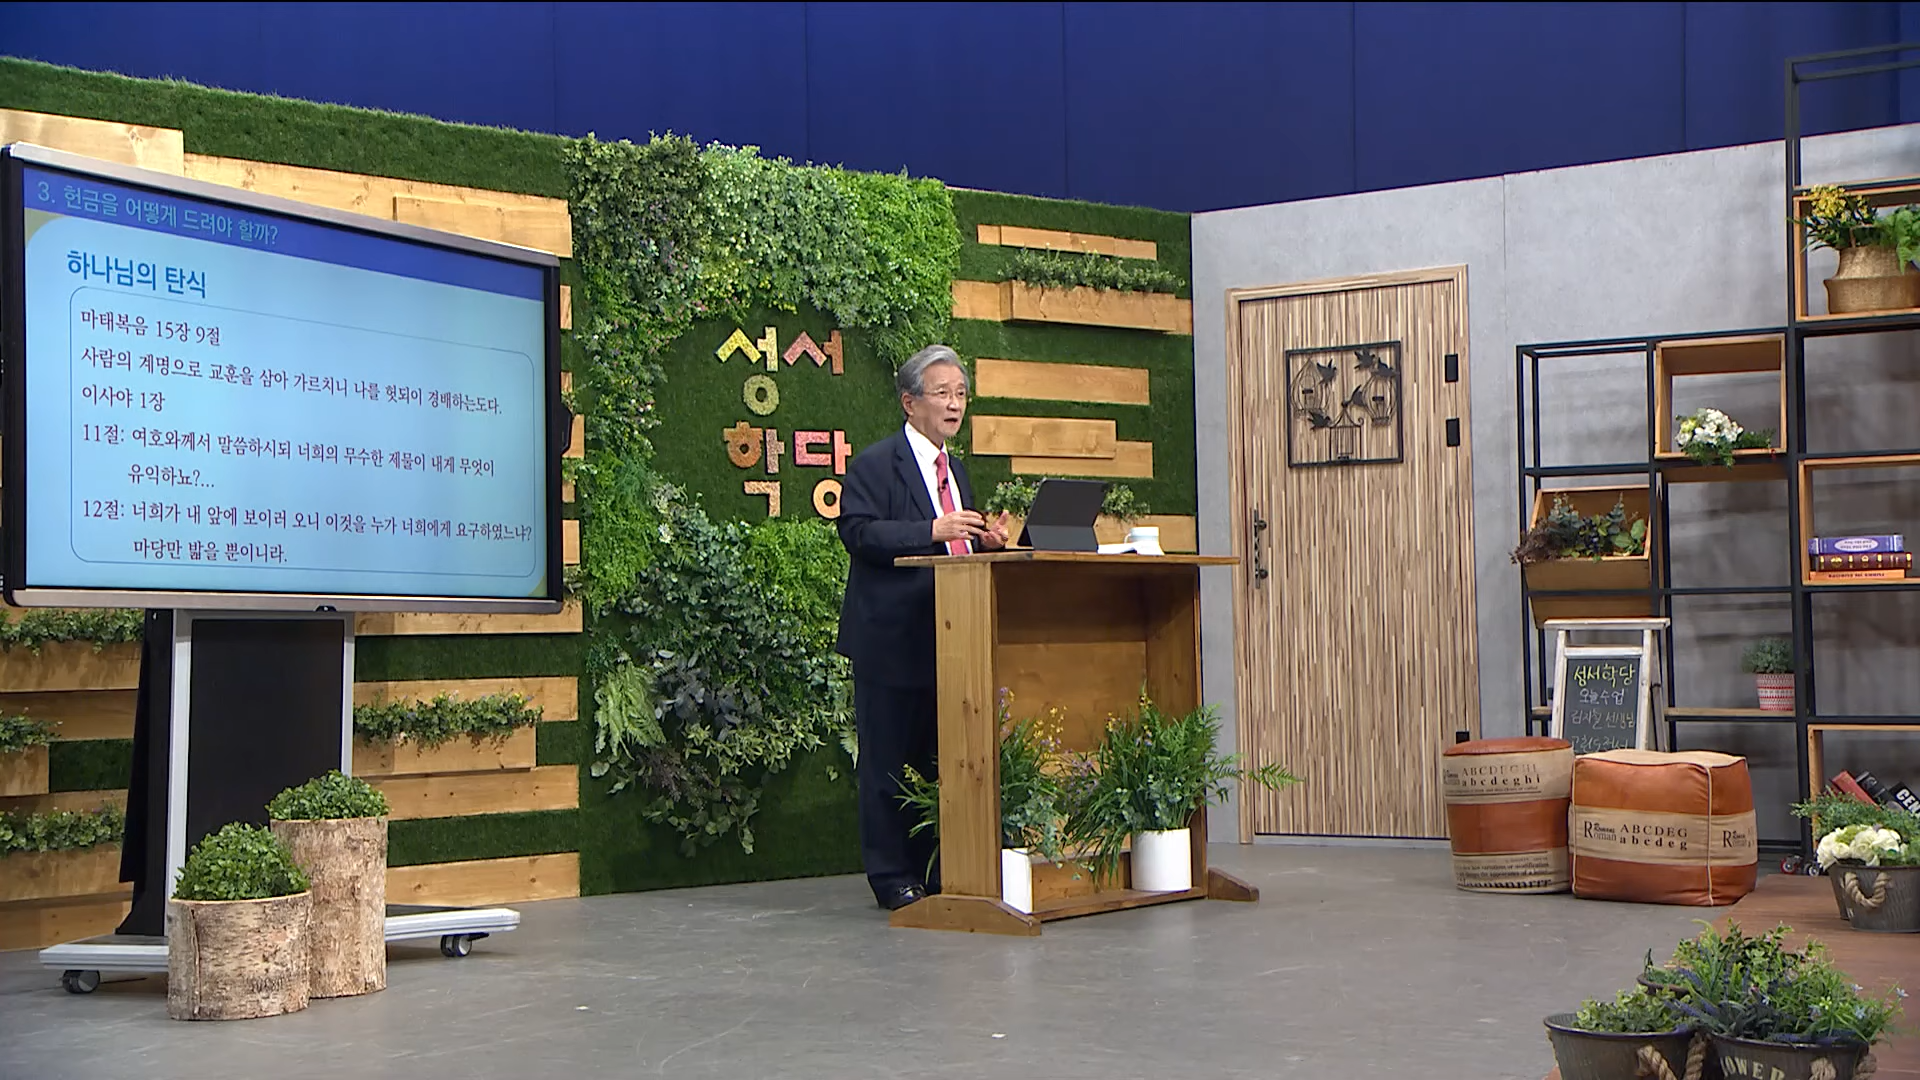 3. 헌금을 어떻게 드려야 할까?
하나님의 탄식
마태복음 15장 9절
사람의 계명으로 교훈을 삼아 가르치니 나를 헛되이 경배하는도다.
이사야 1장
11절: 여호와께서 말씀하시되 너희의 무수한 제물이 내게 무엇이
유익하뇨?...
12절: 너희가 내 앞에 보이러 오니 이것을 누가 너희에게 요구하였느냐?
마당만 밟을 뿐이니라.
성서
학당
성서학당
오늘수업
선생님
ABCDEGHI
abcdeghi
Romans
Roman
ABCDEG
abcdeg
R